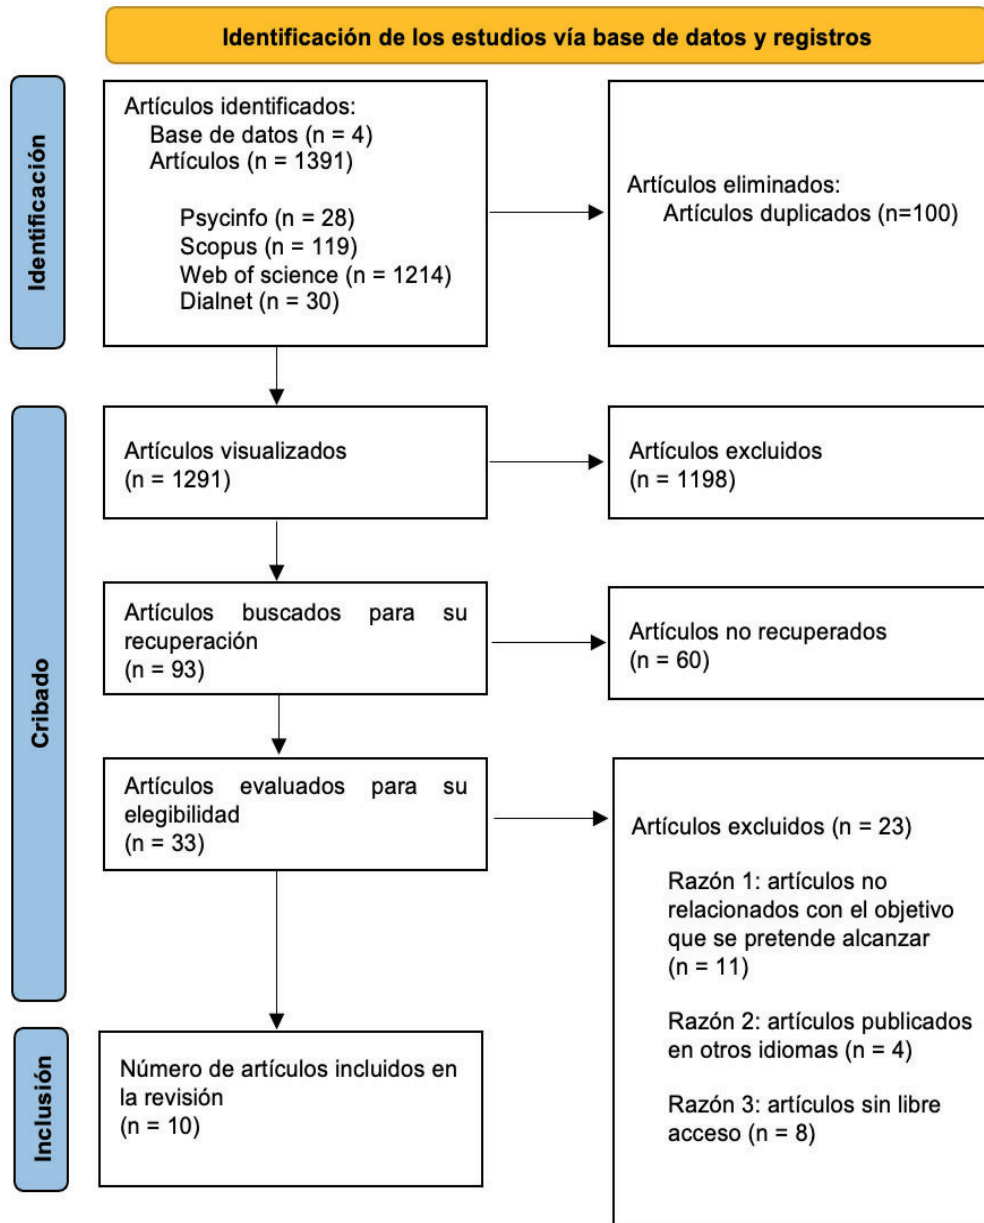 Identificación de los estudios vía base de datos y registros
Identificación
Artículos identificados:
Base de datos (n = 4)
Artículos (n = 1391)
Psycinfo (n = 28)
Scopus (n = 119)
Web of science (n = 1214)
Dialnet (n = 30)
Artículos eliminados:
Artículos duplicados (n=100)
Cribado
Artículos visualizados
(n = 1291)
Artículos excluidos
(n = 1198)
Artículos buscados para su
recuperación
(n = 93)
Artículos no recuperados
(n = 60)
Artículos evaluados para su
elegibilidad
(n = 33)
Artículos excluidos (n = 23)
Razón 1: artículos no
relacionados con el objetivo
que se pretende alcanzar
(n = 11)
Razón 2: artículos publicados
en otros idiomas (n = 4)
Razón 3: artículos sin libre
acceso (n = 8)
Inclusión
Número de artículos incluidos en
la revisión
(n = 10)